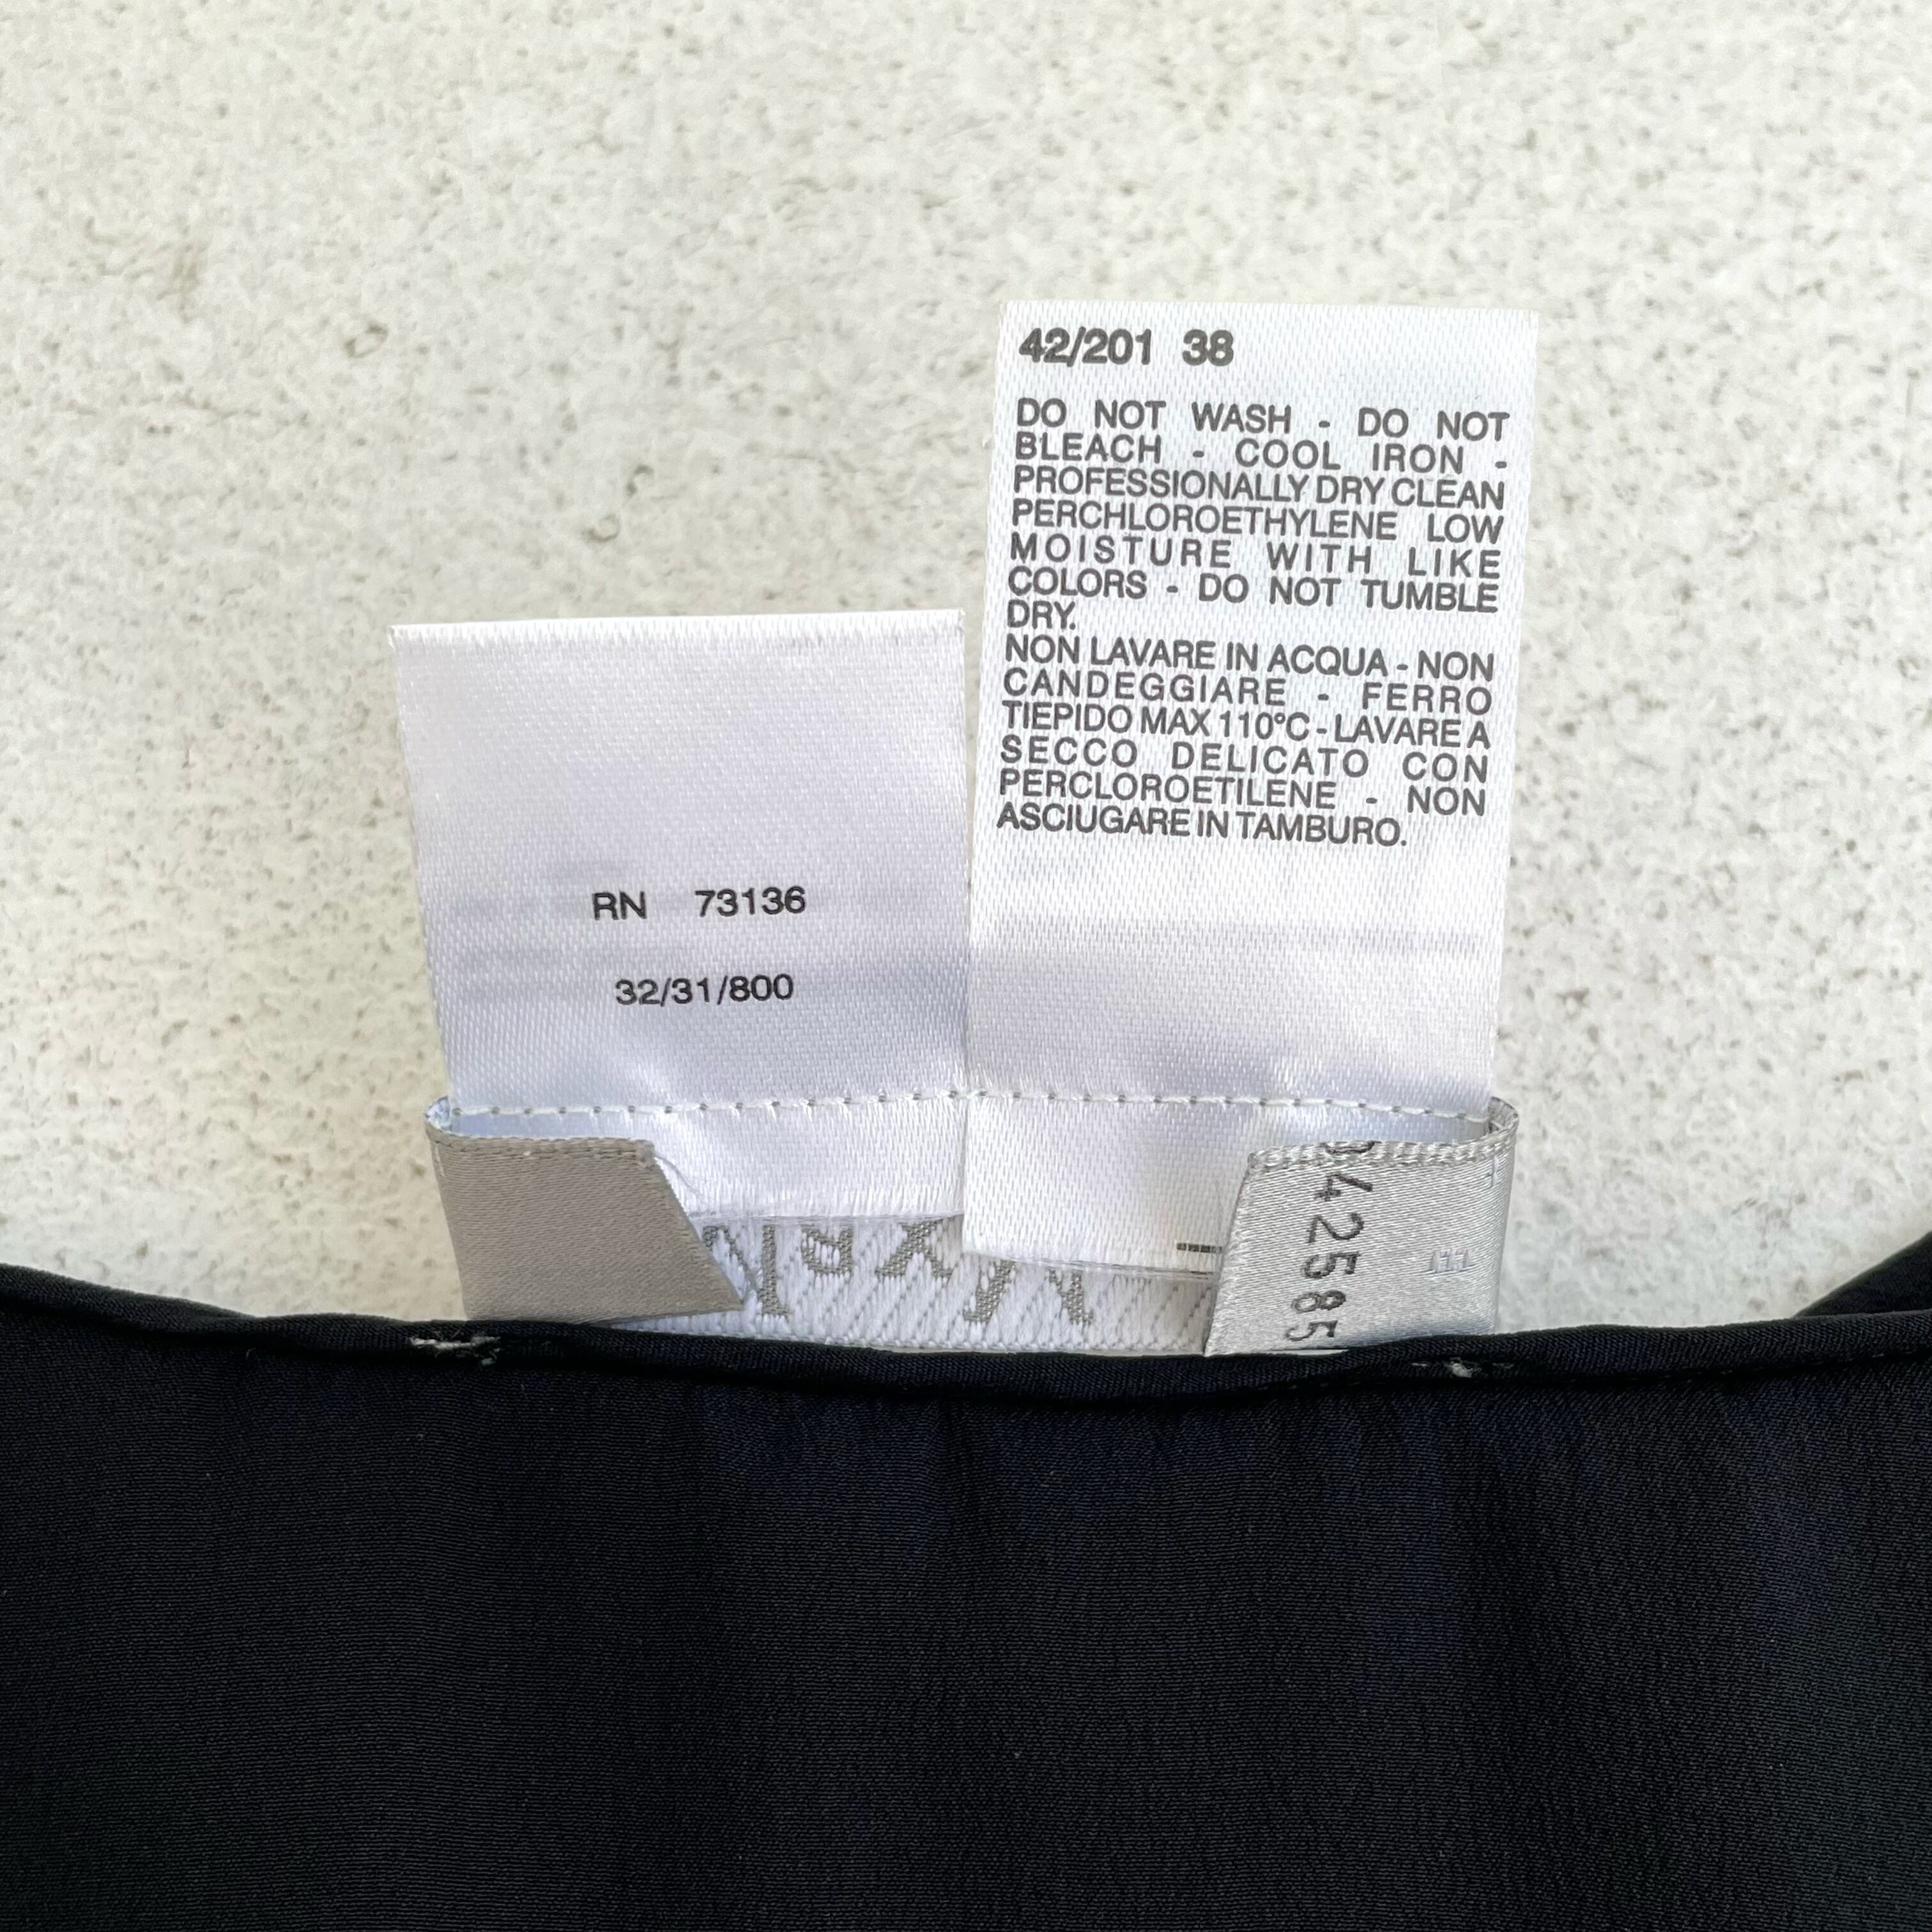 42/201 38
DO NOT WASH - DO NOT
BLEACH - COOL IRON -
PROFESSIONALLY DRY CLEAN
PERCHLOROETHYLENE LOW
MOISTURE WITH LIKE
COLORS - DO NOT TUMBLE
DRY.
NON LAVARE IN ACQUA - NON
CANDEGGIARE - FERRO
TIEPIDO MAX 110°C - LAVARE A
SECCO DELICATO CON
PERCLOROETILENE - NON
ASCIUGARE IN TAMBURO.
RN 73136
32/31/800